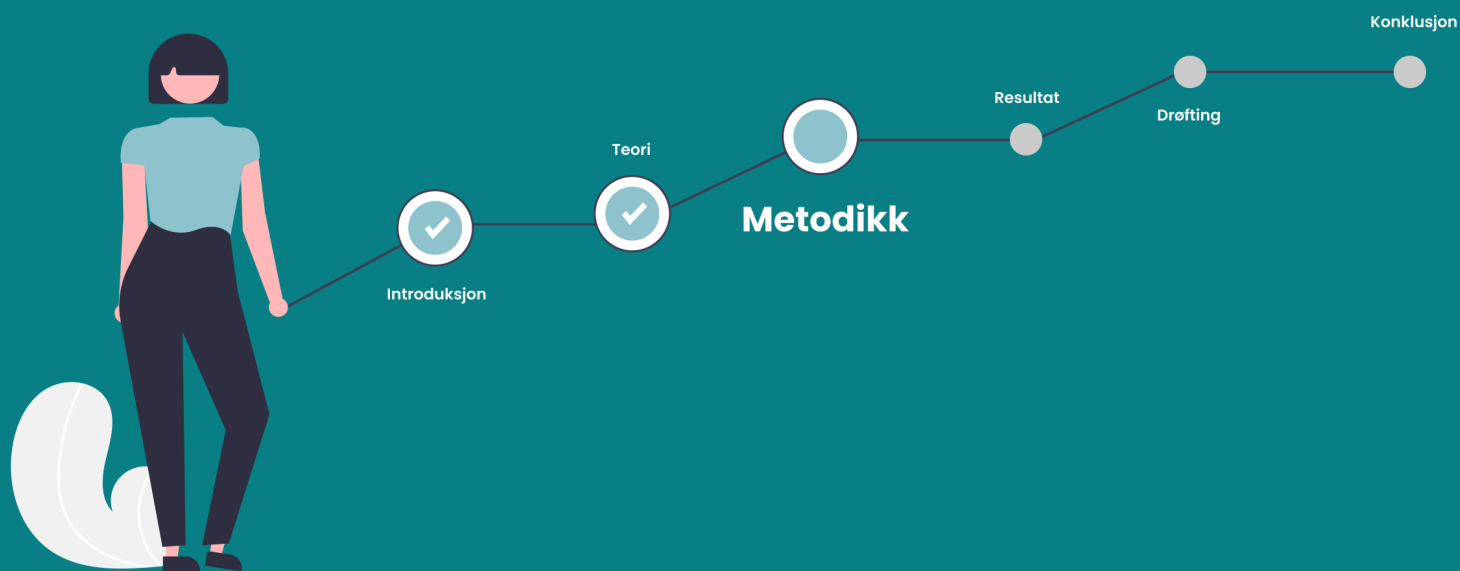 Introduksjon
Teori
Metodikk
Resultat
Drøfting
Konklusjon